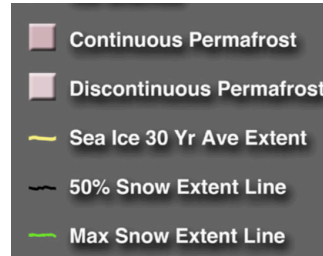 Continuous Permafrost
Discontinuous Permafrost
Sea Ice 30 Yr Ave Extent
50% Snow Extent Line
Max Snow Extent Line